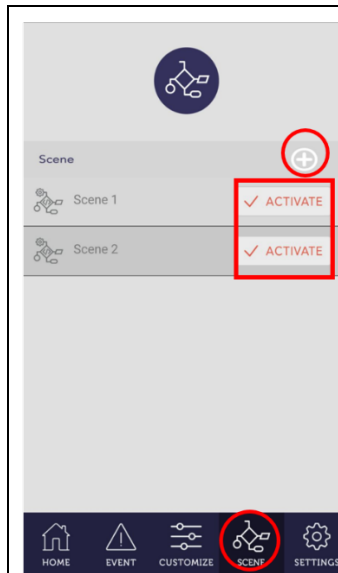 Scene
Scene 1 ACTIVATE
Scene 2 ACTIVATE
HOME EVENT CUSTOMIZE SCENE SETTINGS